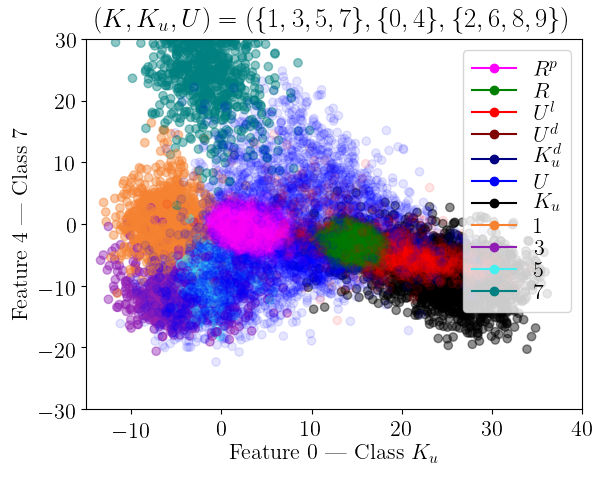 (K, K_u, U) = ({1, 3, 5, 7}, {0, 4}, {2, 6, 8, 9})
30
20
10
0
−10
−20
−30
−10
0
10
20
30
40
Feature 4 — Class 7
Feature 0 — Class K_u
R^p
R
U^l
U^d
K_u^d
U
K_u
1
3
5
7